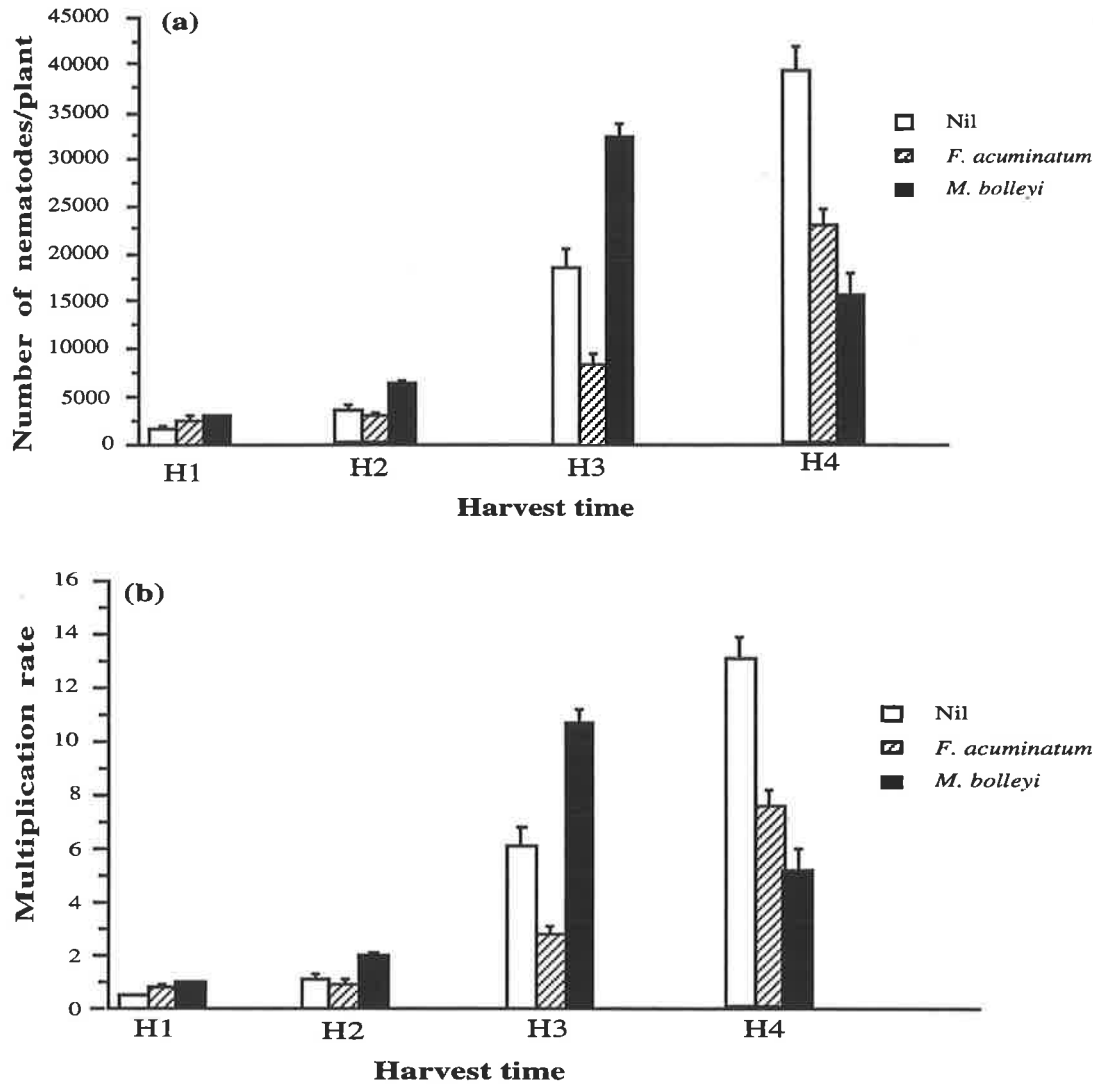 (a)
Number of nematodes/plant
45000
40000
35000
30000
25000
20000
15000
10000
5000
0
H1 H2 H3 H4
Harvest time
Nil
F. acuminatum
M. bolleyi
(b)
Multiplication rate
16
14
12
10
8
6
4
2
0
H1 H2 H3 H4
Harvest time
Nil
F. acuminatum
M. bolleyi